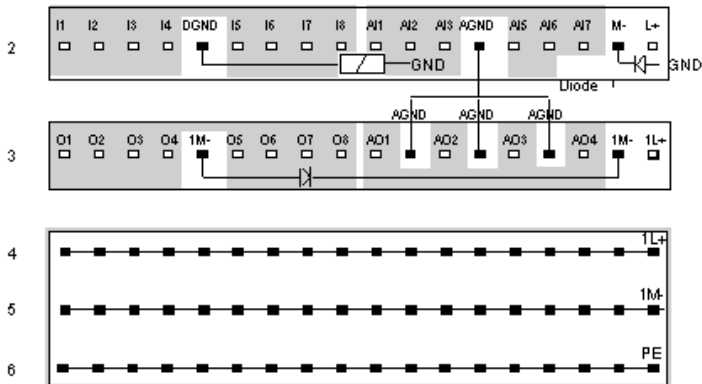 I1 I2 I3 I4 DGND I5 I6 I7 I8 AI1 AI2 AI3 AGND AI5 AI6 AI7 M- L+
2
GND GND
Diode
AGND AGND AGND
O1 O2 O3 O4 1M- O5 O6 O7 O8 AO1 AO2 AO3 AO4 1M- 1L+
3
1L+
4
1M-
5
PE
6